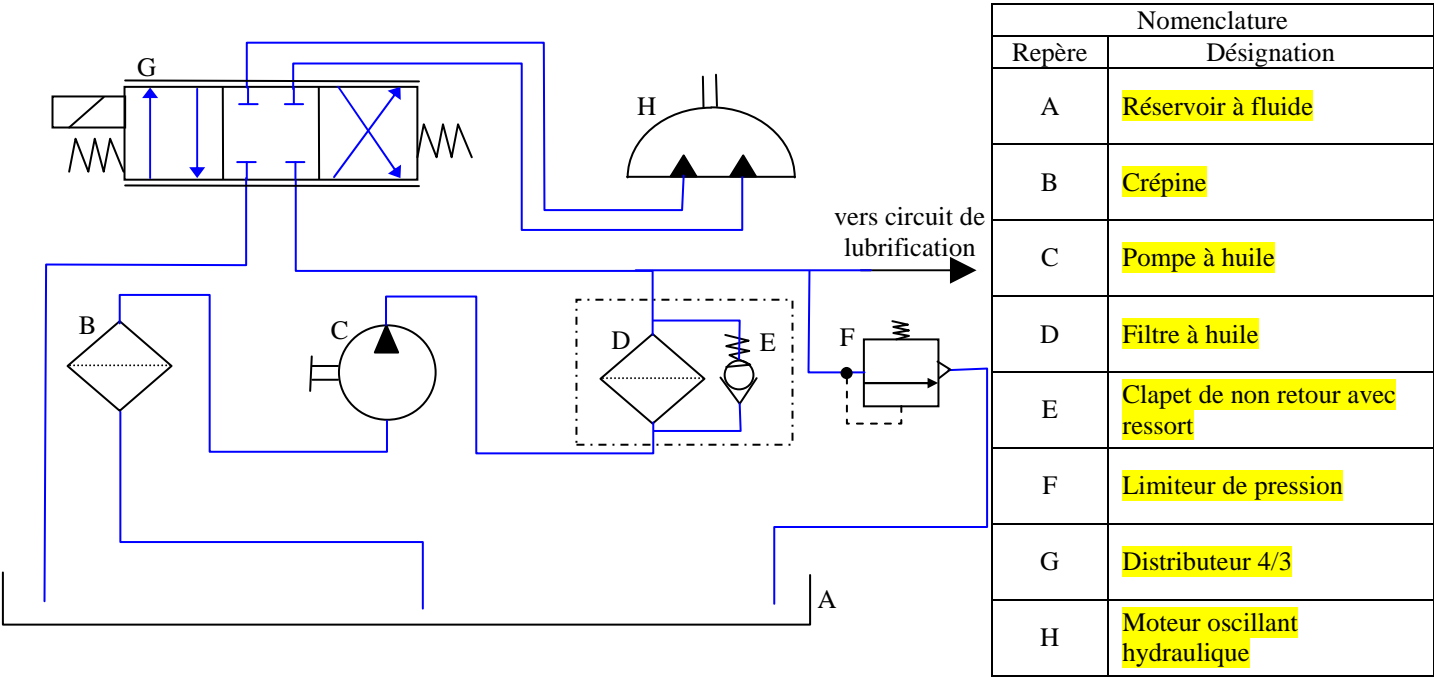 G
H
vers circuit de
lubrification
B
C
D
E
F
A
Nomenclature
Repère Désignation
A Réservoir à fluide
B Crépine
C Pompe à huile
D Filtre à huile
E Clapet de non retour avec
ressort
F Limiteur de pression
G Distributeur 4/3
H Moteur oscillant
hydraulique